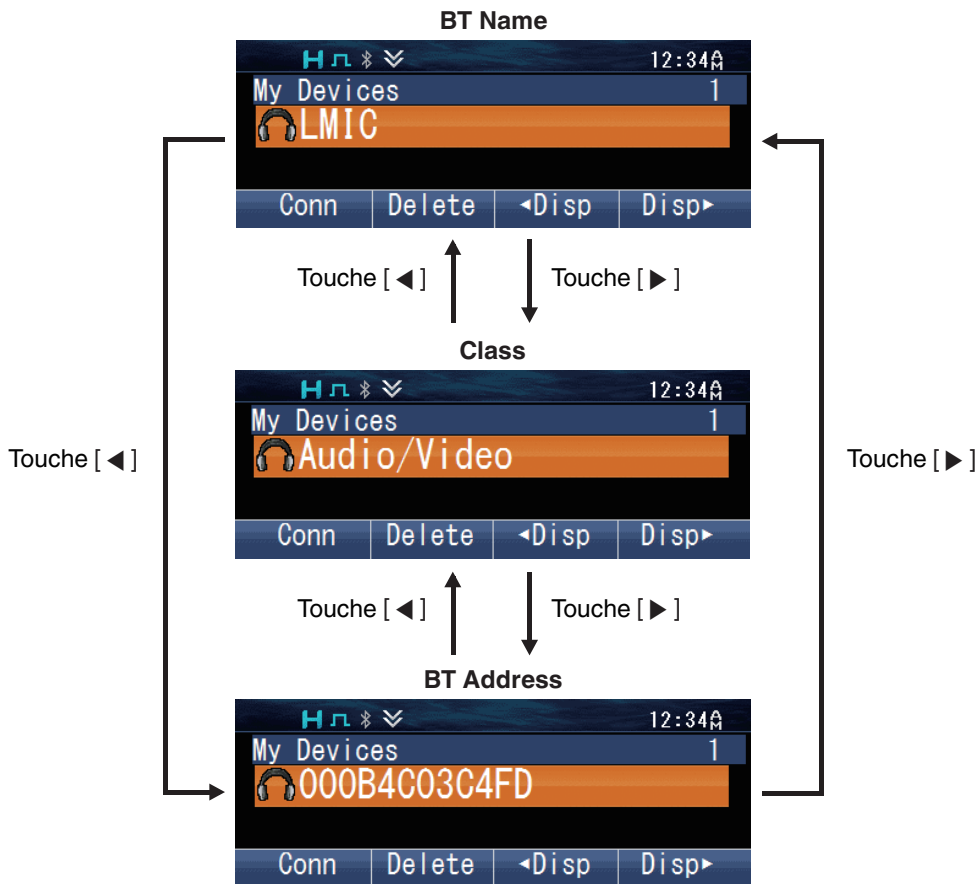 BT Name
12:34AM
My Devices 1
LMIC
Conn Delete ◂Disp Disp▸
Touche [ ◀ ] Touche [ ▶ ]
Class
12:34AM
My Devices 1
Audio/Video
Touche [ ◀ ] Touche [ ▶ ]
Conn Delete ◂Disp Disp▸
Touche [ ◀ ] Touche [ ▶ ]
BT Address
12:34AM
My Devices 1
000B4C03C4FD
Conn Delete ◂Disp Disp▸